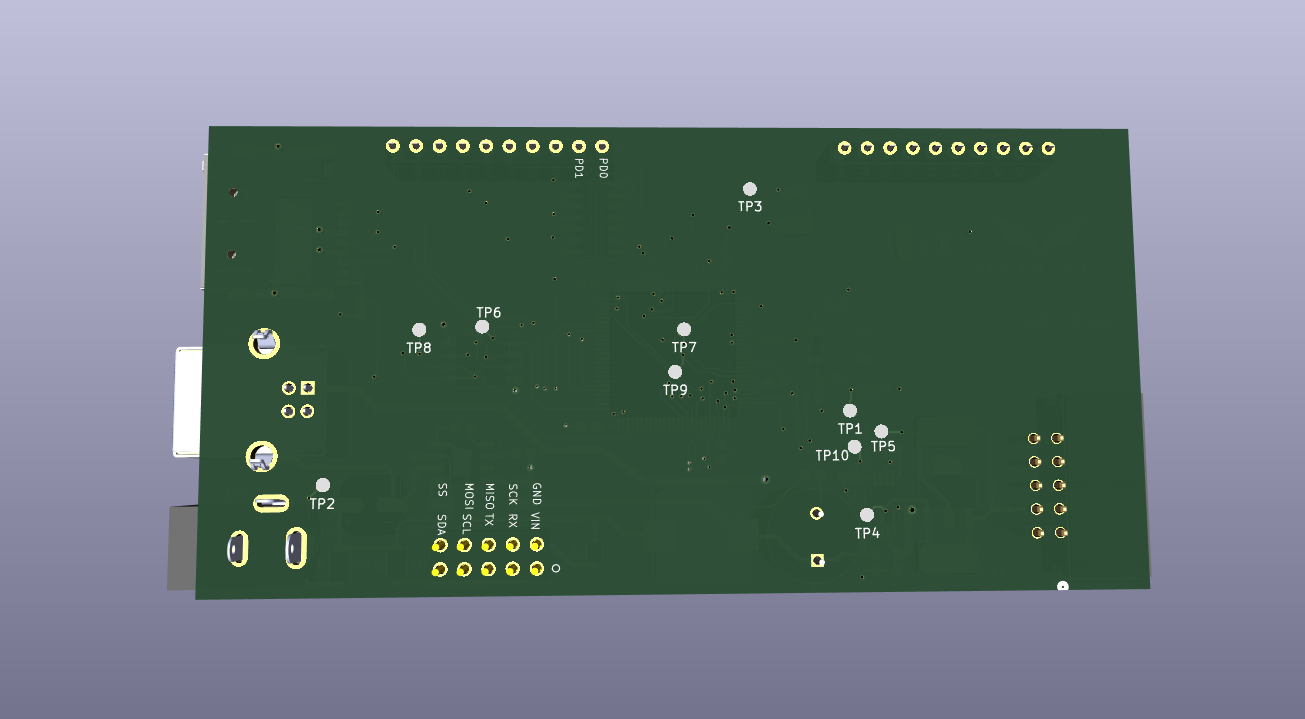 PD1
PD0
TP3
TP6
TP8
TP7
TP9
TP1
TP10
TP5
TP2
TP4
SS SDA
MOSI SCL
MISO TX
SCK RX
GND VIN